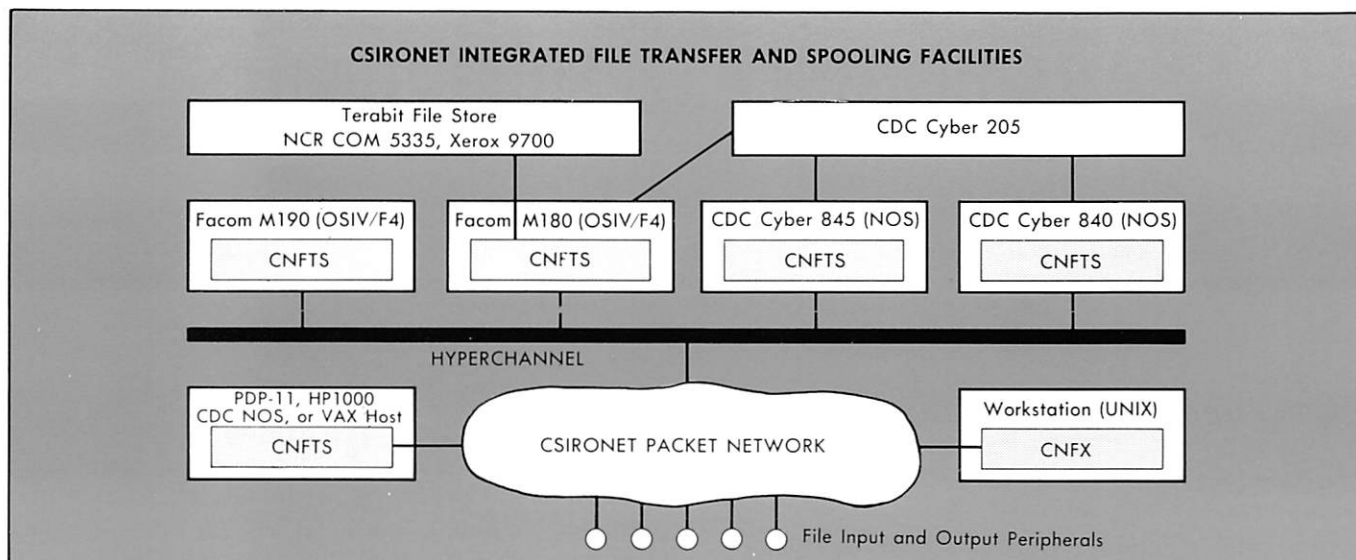 CSIRONET INTEGRATED FILE TRANSFER AND SPOOLING FACILITIES
Terabit File Store
NCR COM 5335, Xerox 9700
CDC Cyber 205
Facom M190 (OSIV/F4)
CNFTS
Facom M180 (OSIV/F4)
CNFTS
CDC Cyber 845 (NOS)
CNFTS
CDC Cyber 840 (NOS)
CNFTS
HYPERCHANNEL
PDP-11, HP1000
CDC NOS, or VAX Host
CNFTS
CSIRONET PACKET NETWORK
Workstation (UNIX)
CNFX
File Input and Output Peripherals